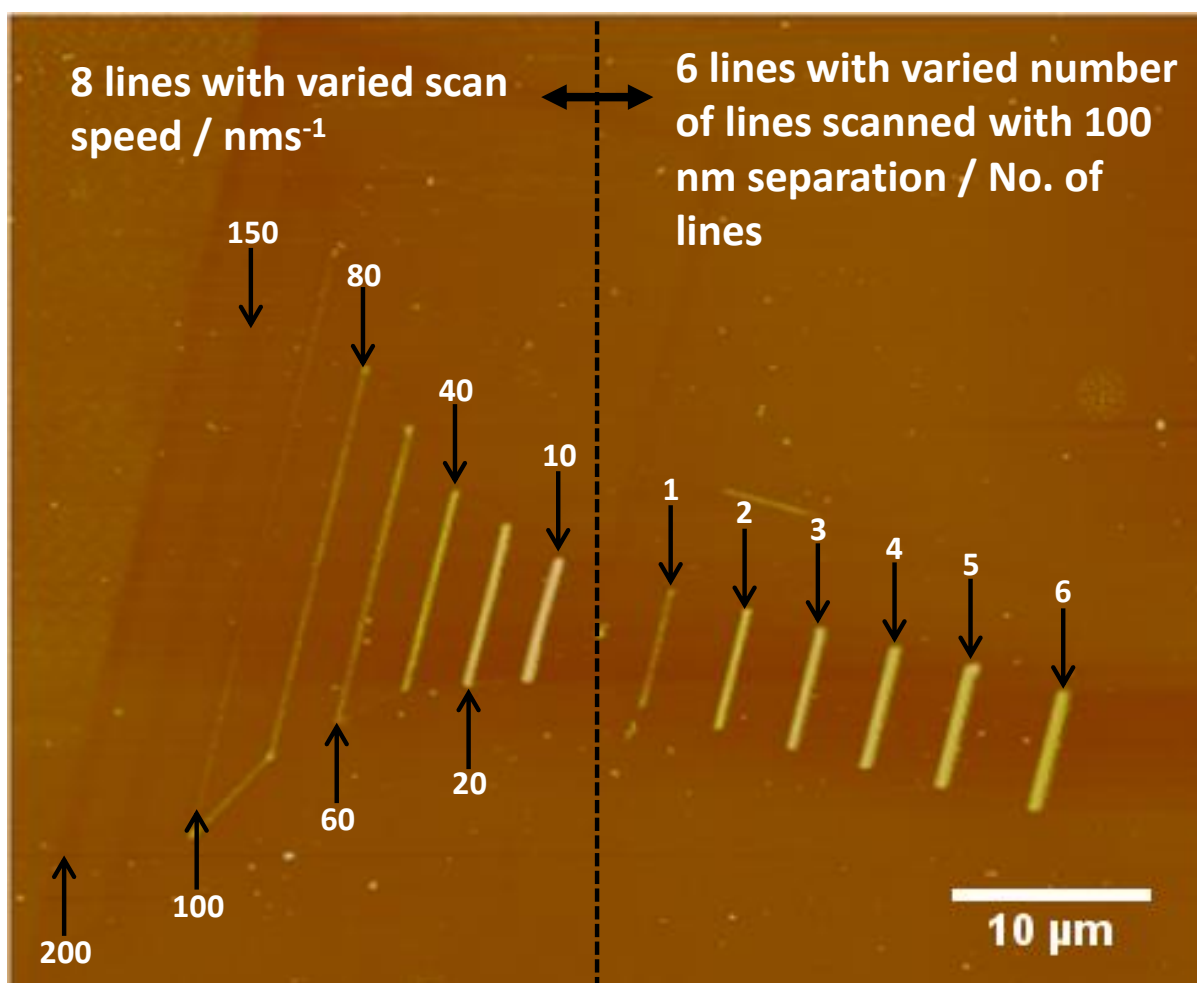 8 lines with varied scan
speed / nms⁻¹
6 lines with varied number
of lines scanned with 100
nm separation / No. of
lines
150
80
40
10
1
2
3
4
5
6
20
60
100
200
10 µm